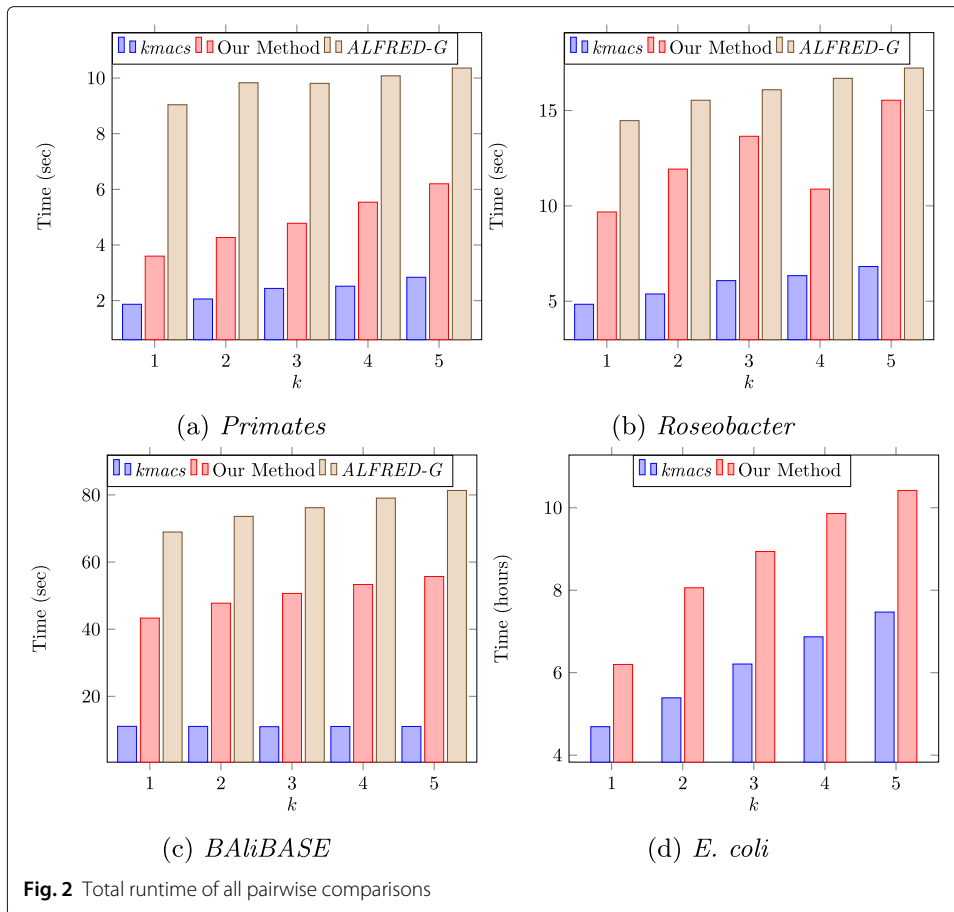 kmacs Our Method ALFRED-G
10
8
6
4
2
Time (sec)
1 2 3 4 5
k
(a) Primates
kmacs Our Method ALFRED-G
15
10
5
Time (sec)
1 2 3 4 5
k
(b) Roseobacter
kmacs Our Method ALFRED-G
80
60
40
20
Time (sec)
1 2 3 4 5
k
(c) BAliBASE
kmacs Our Method
10
8
6
4
Time (hours)
1 2 3 4 5
k
(d) E. coli
Fig. 2 Total runtime of all pairwise comparisons